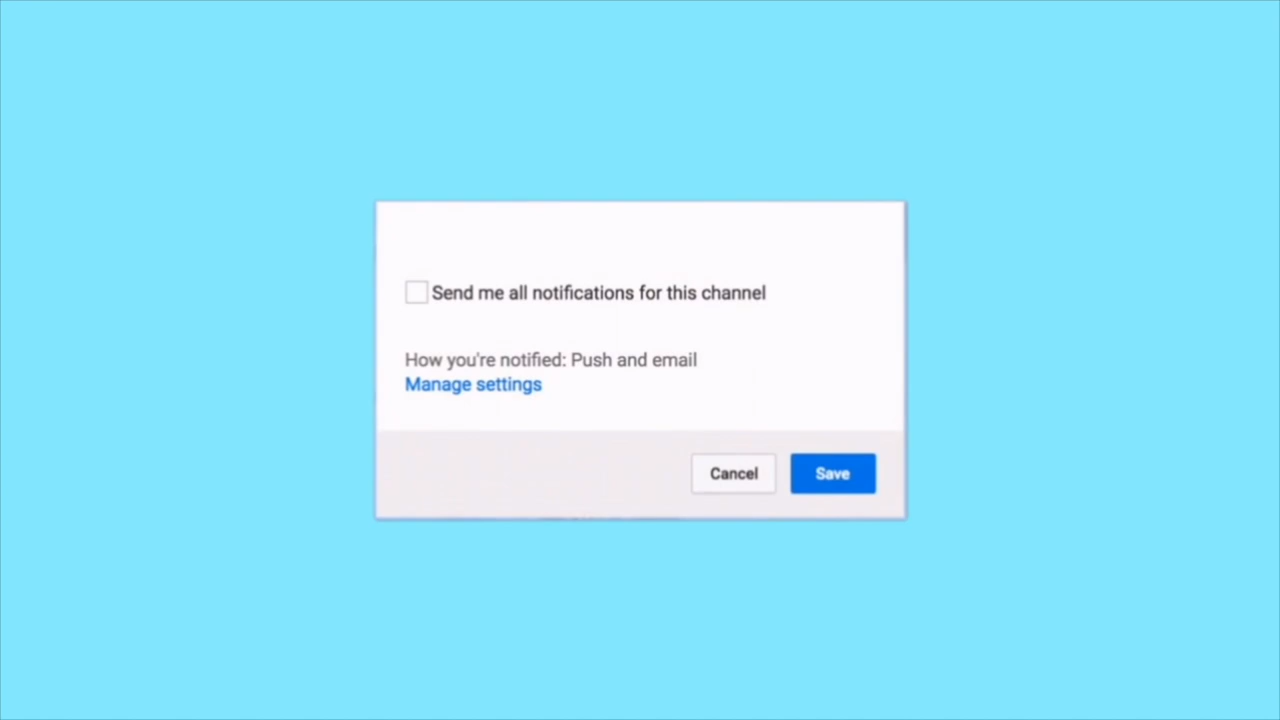 Send me all notifications for this channel
How you're notified: Push and email
Manage settings
Cancel
Save